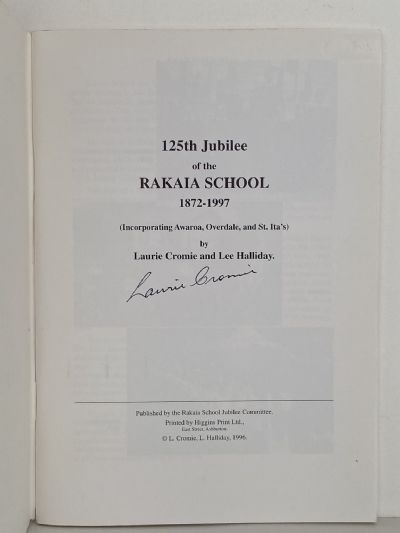 125th Jubilee
of the
RAKAIA SCHOOL
1872-1997
(Incorporating Awaroa, Overdale, and St. Ita's)
by
Laurie Cromie and Lee Halliday.
Laurie Cromie
Published by the Rakaia School Jubilee Committee.
Printed by Higgins Print Ltd.,
East Street, Ashburton.
© L. Cromie, L. Halliday, 1996.